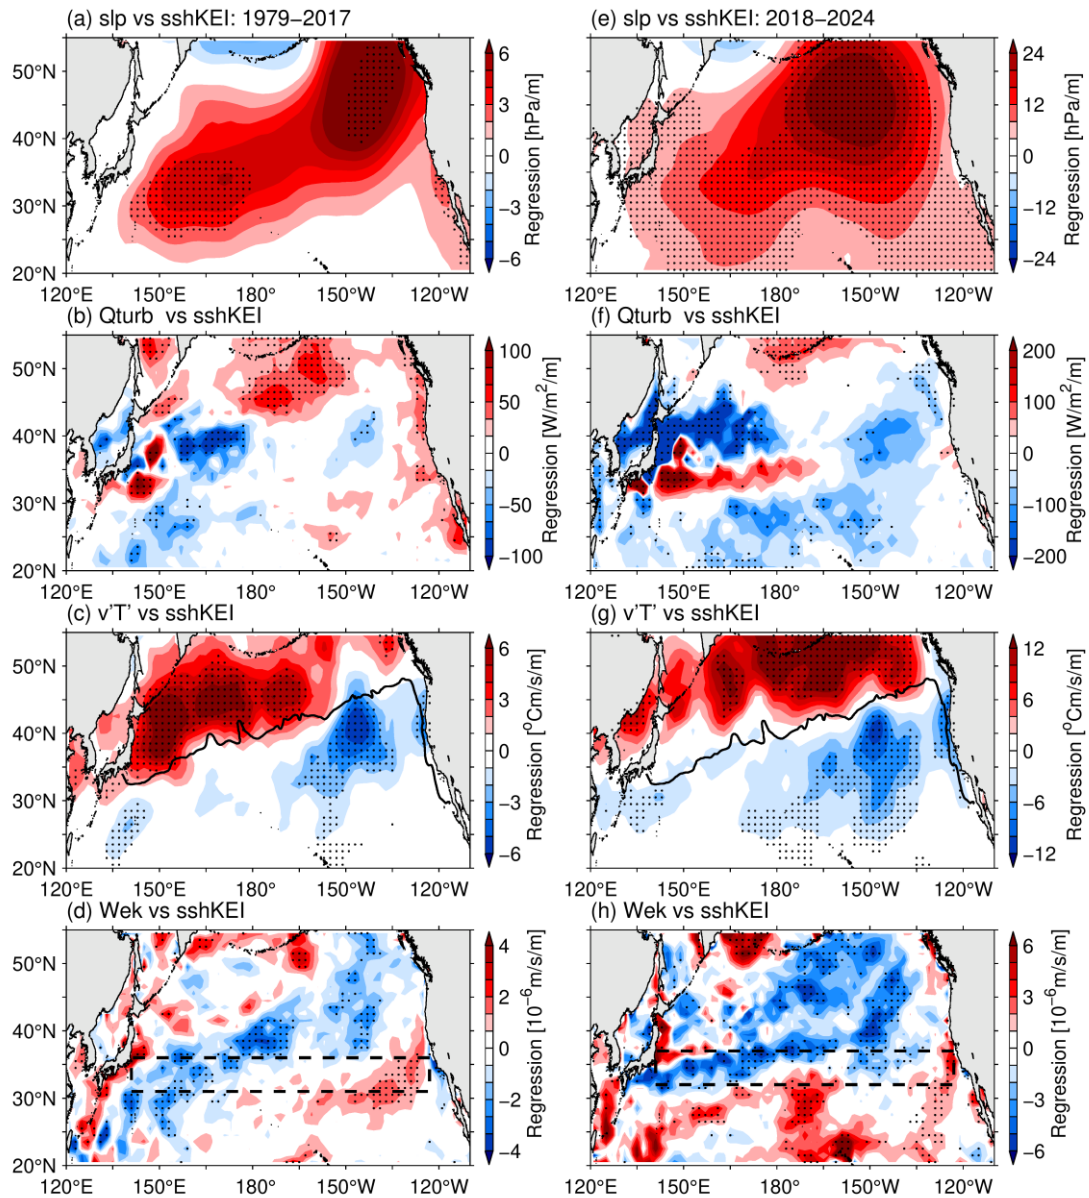 (a) slp vs sshKEI: 1979−2017
50°N
40°N
30°N
20°N
120°E 150°E 180° 150°W 120°W
6
3
0
−3
−6
Regression [hPa/m]
(e) slp vs sshKEI: 2018−2024
50°N
40°N
30°N
20°N
120°E 150°E 180° 150°W 120°W
24
12
0
−12
−24
Regression [hPa/m]
(b) Qturb vs sshKEI
50°N
40°N
30°N
20°N
120°E 150°E 180° 150°W 120°W
100
50
0
−50
−100
Regression [W/m²/m]
(f) Qturb vs sshKEI
50°N
40°N
30°N
20°N
120°E 150°E 180° 150°W 120°W
200
100
0
−100
−200
Regression [W/m²/m]
(c) v'T' vs sshKEI
50°N
40°N
30°N
20°N
120°E 150°E 180° 150°W 120°W
6
3
0
−3
−6
Regression [⁰Cm/s/m]
(g) v'T' vs sshKEI
50°N
40°N
30°N
20°N
120°E 150°E 180° 150°W 120°W
12
6
0
−6
−12
Regression [⁰Cm/s/m]
(d) Wek vs sshKEI
50°N
40°N
30°N
20°N
120°E 150°E 180° 150°W 120°W
4
2
0
−2
−4
Regression [10⁻⁶m/s/m]
(h) Wek vs sshKEI
50°N
40°N
30°N
20°N
120°E 150°E 180° 150°W 120°W
6
3
0
−3
−6
Regression [10⁻⁶m/s/m]